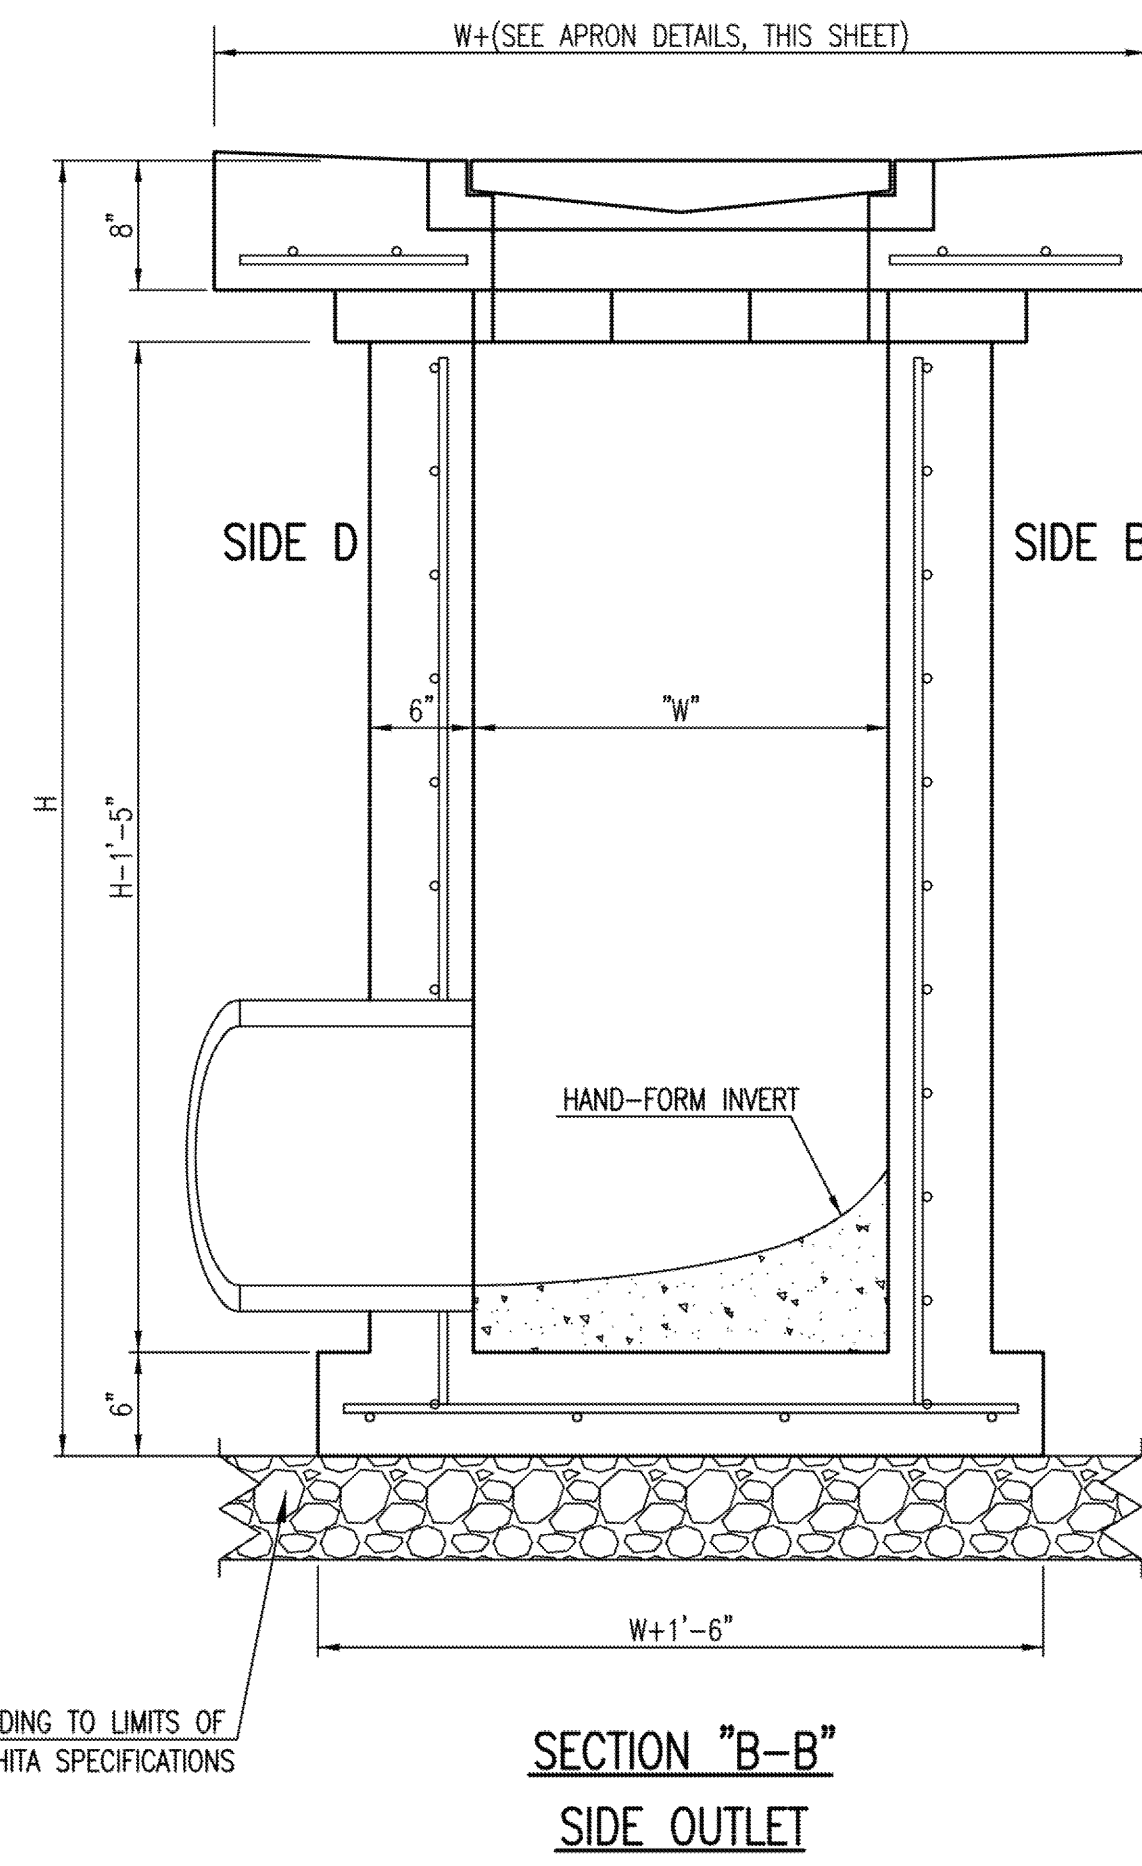 W+(SEE APRON DETAILS, THIS SHEET)
8"
SIDE D
SIDE B
6"
"W"
H
H-1'-5"
HAND-FORM INVERT
6"
W+1'-6"
DING TO LIMITS OF
HITA SPECIFICATIONS
SECTION "B-B"
SIDE OUTLET